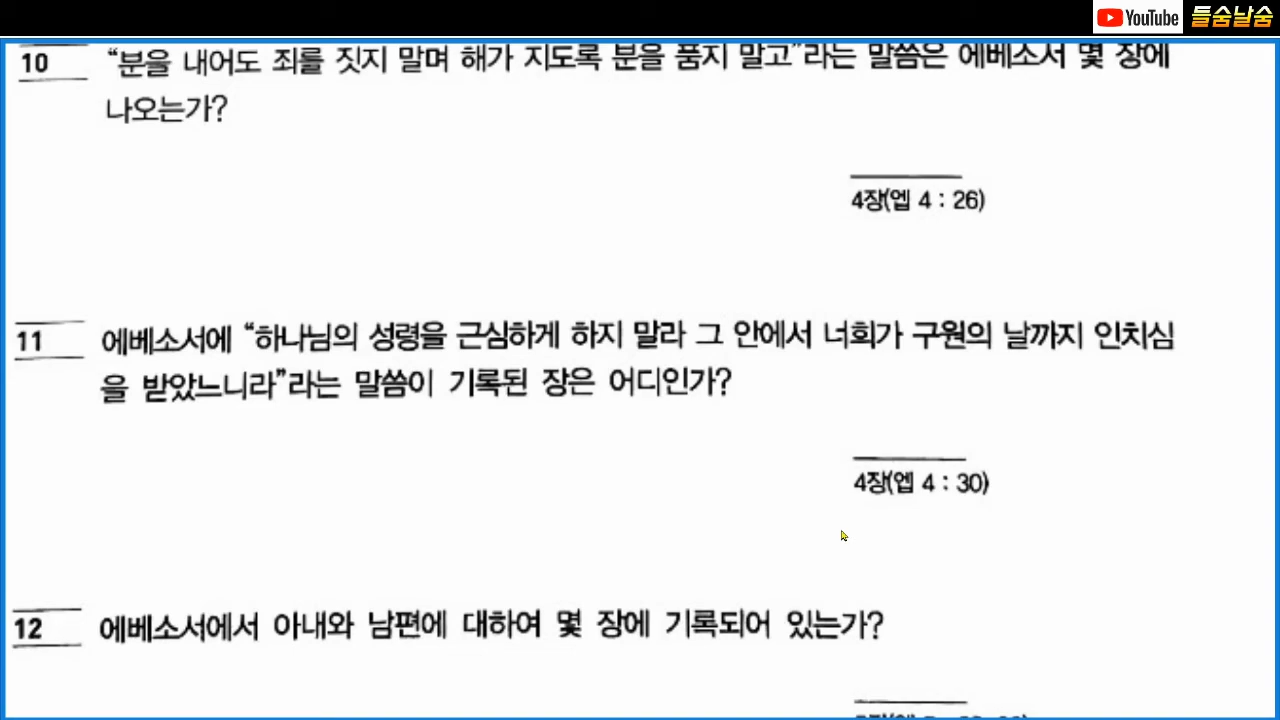 YouTube 들숨날숨
10 “분을 내어도 죄를 짓지 말며 해가 지도록 분을 품지 말고”라는 말씀은 에베소서 몇 장에
나오는가?
4장(엡 4 : 26)
11 에베소서에 “하나님의 성령을 근심하게 하지 말라 그 안에서 너희가 구원의 날까지 인치심
을 받았느니라”라는 말씀이 기록된 장은 어디인가?
4장(엡 4 : 30)
12 에베소서에서 아내와 남편에 대하여 몇 장에 기록되어 있는가?